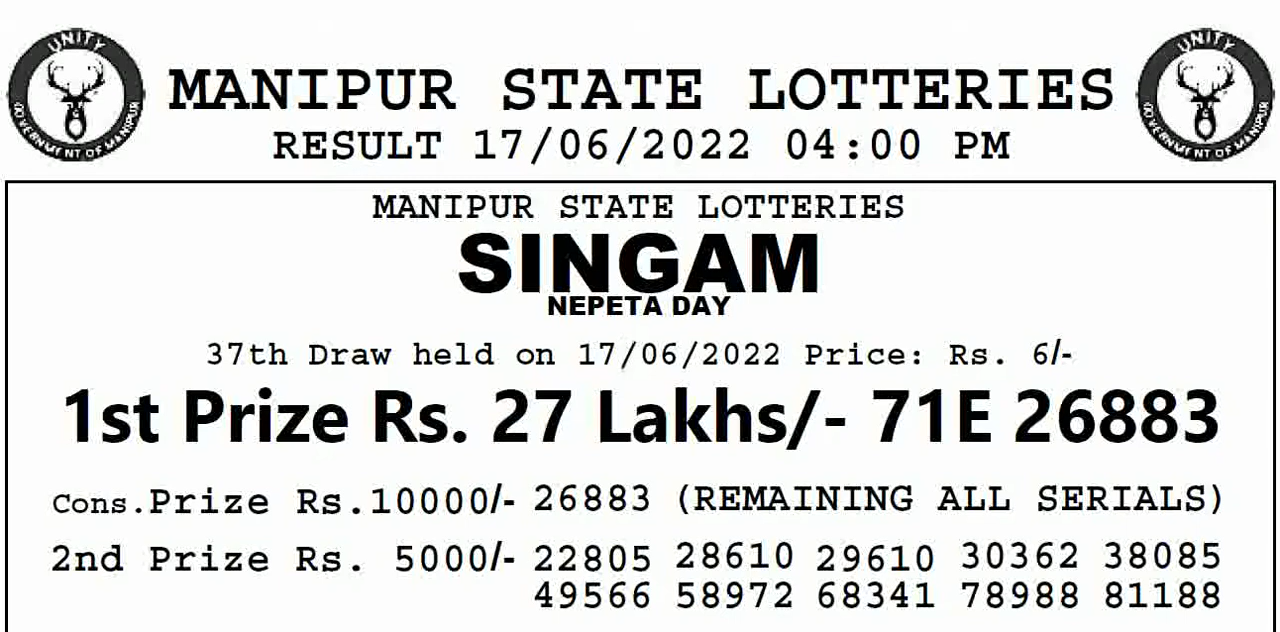 UNITY
GOVERNMENT OF MANIPUR
UNITY
GOVERNMENT OF MANIPUR
MANIPUR STATE LOTTERIES
RESULT 17/06/2022 04:00 PM
MANIPUR STATE LOTTERIES
SINGAM
NEPETA DAY
37th Draw held on 17/06/2022 Price: Rs. 6/-
1st Prize Rs. 27 Lakhs/- 71E 26883
Cons.Prize Rs.10000/- 26883 (REMAINING ALL SERIALS)
2nd Prize Rs. 5000/- 22805 28610 29610 30362 38085
49566 58972 68341 78988 81188